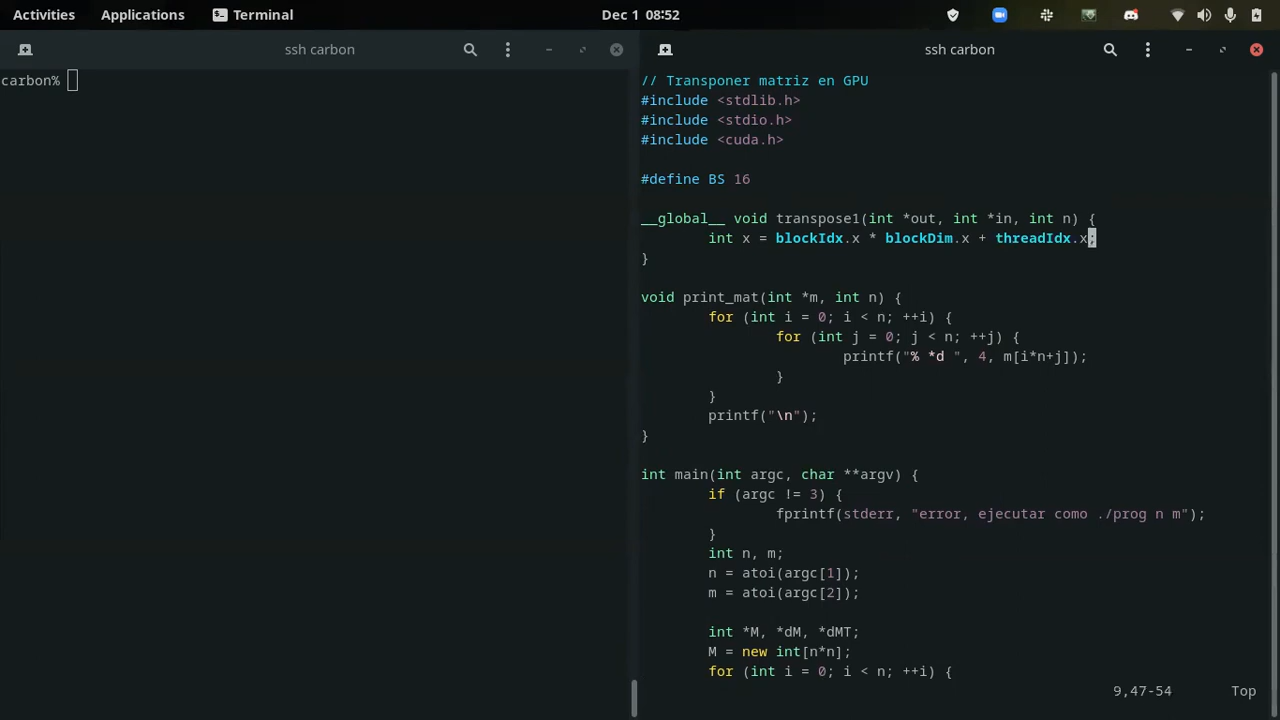 Activities Applications Terminal Dec 1 08:52
ssh carbon
carbon%
ssh carbon
// Transponer matriz en GPU
#include <stdlib.h>
#include <stdio.h>
#include <cuda.h>
#define BS 16
__global__ void transpose1(int *out, int *in, int n) {
int x = blockIdx.x * blockDim.x + threadIdx.x;
}
void print_mat(int *m, int n) {
for (int i = 0; i < n; ++i) {
for (int j = 0; j < n; ++j) {
printf("% *d ", 4, m[i*n+j]);
}
}
printf("\n");
}
int main(int argc, char **argv) {
if (argc != 3) {
fprintf(stderr, "error, ejecutar como ./prog n m");
}
int n, m;
n = atoi(argc[1]);
m = atoi(argc[2]);
int *M, *dM, *dMT;
M = new int[n*n];
for (int i = 0; i < n; ++i) {
9,47-54 Top